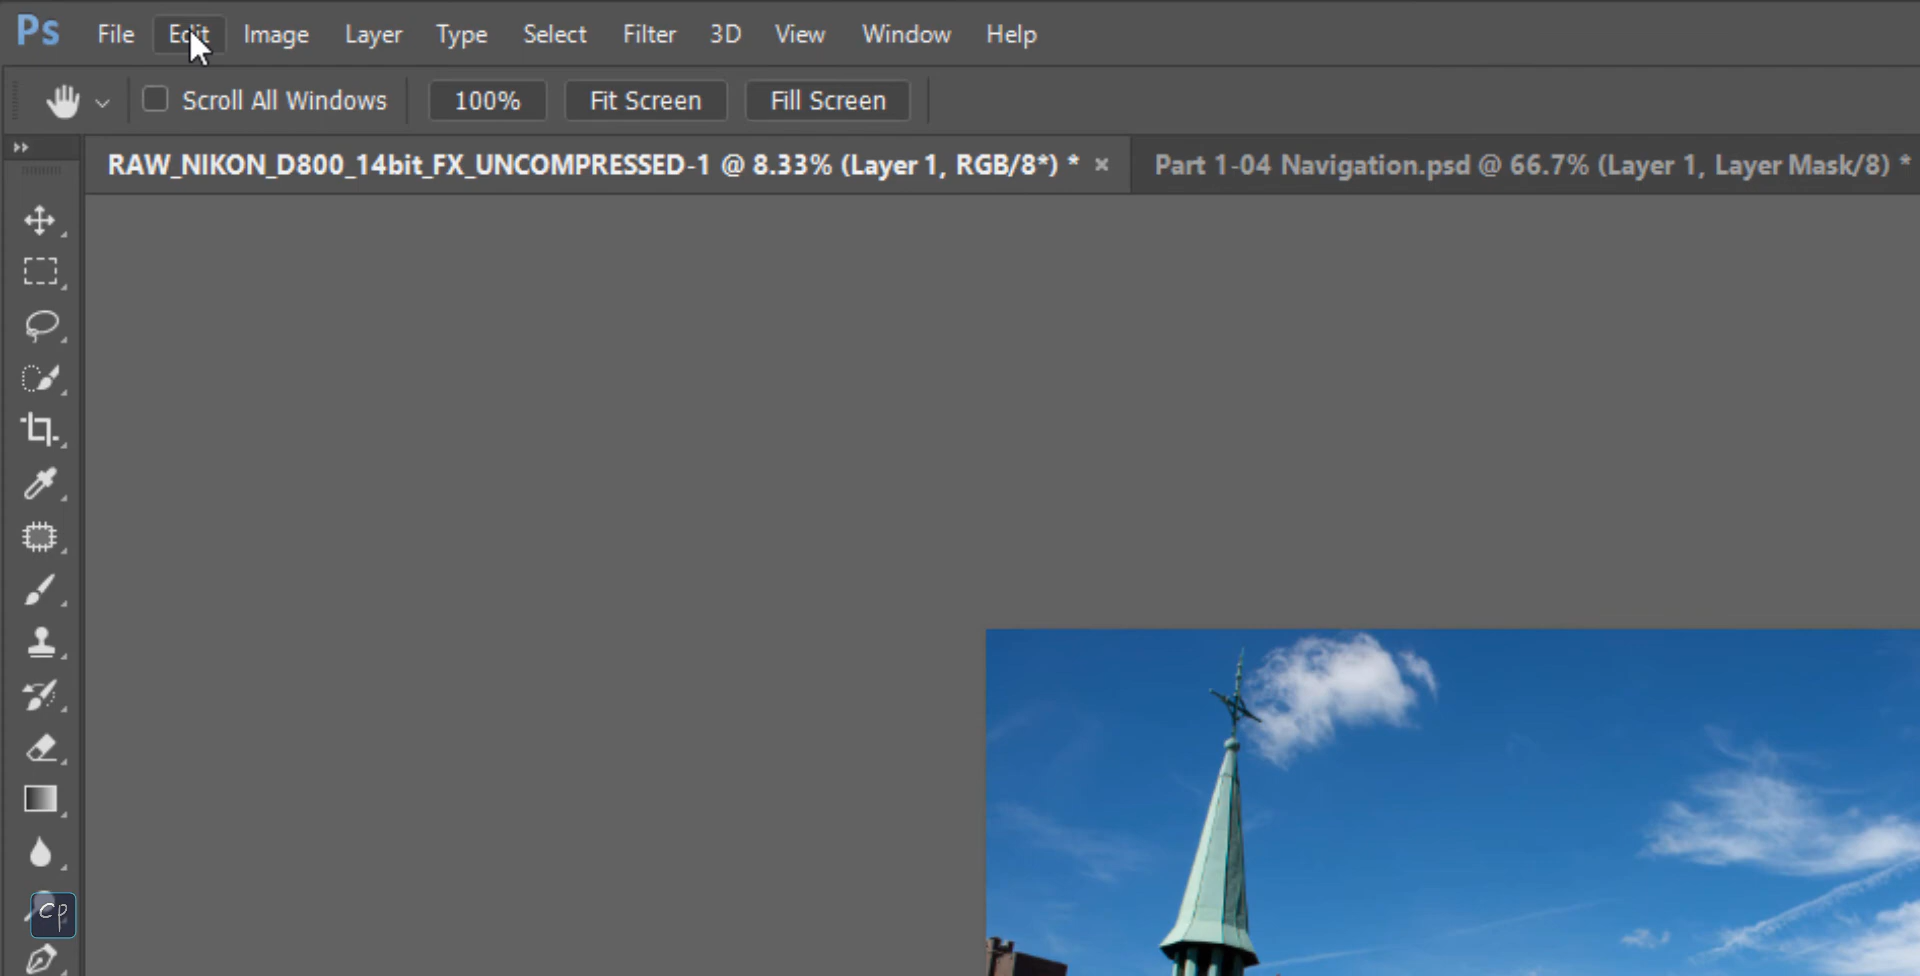 Ps File Edit Image Layer Type Select Filter 3D View Window Help
Scroll All Windows 100% Fit Screen Fill Screen
RAW_NIKON_D800_14bit_FX_UNCOMPRESSED-1 @ 8.33% (Layer 1, RGB/8*) * × Part 1-04 Navigation.psd @ 66.7% (Layer 1, Layer Mask/8) *
cp